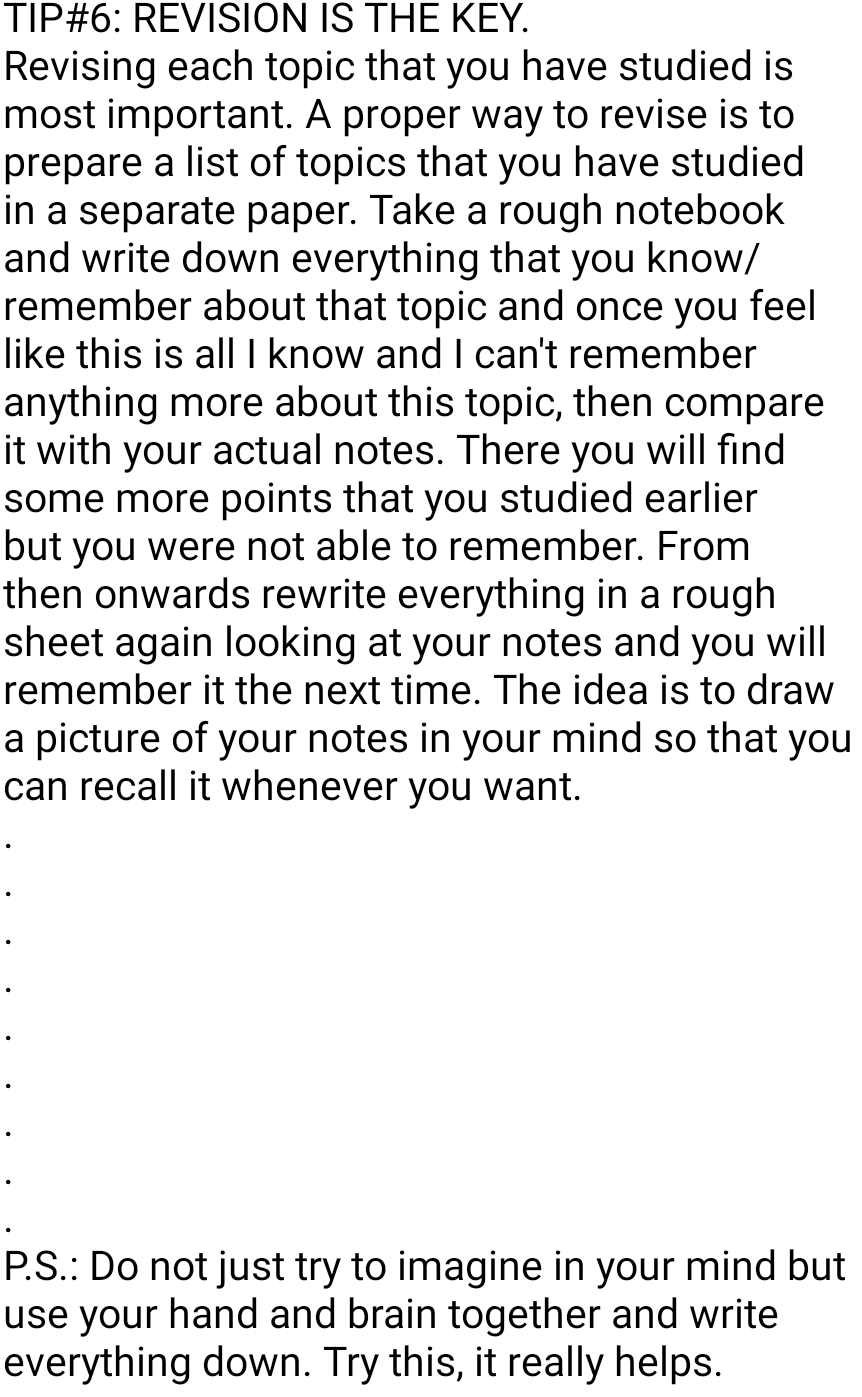 TIP#6: REVISION IS THE KEY.
Revising each topic that you have studied is
most important. A proper way to revise is to
prepare a list of topics that you have studied
in a separate paper. Take a rough notebook
and write down everything that you know/
remember about that topic and once you feel
like this is all I know and I can't remember
anything more about this topic, then compare
it with your actual notes. There you will find
some more points that you studied earlier
but you were not able to remember. From
then onwards rewrite everything in a rough
sheet again looking at your notes and you will
remember it the next time. The idea is to draw
a picture of your notes in your mind so that you
can recall it whenever you want.
.
.
.
.
.
.
.
.
.
P.S.: Do not just try to imagine in your mind but
use your hand and brain together and write
everything down. Try this, it really helps.